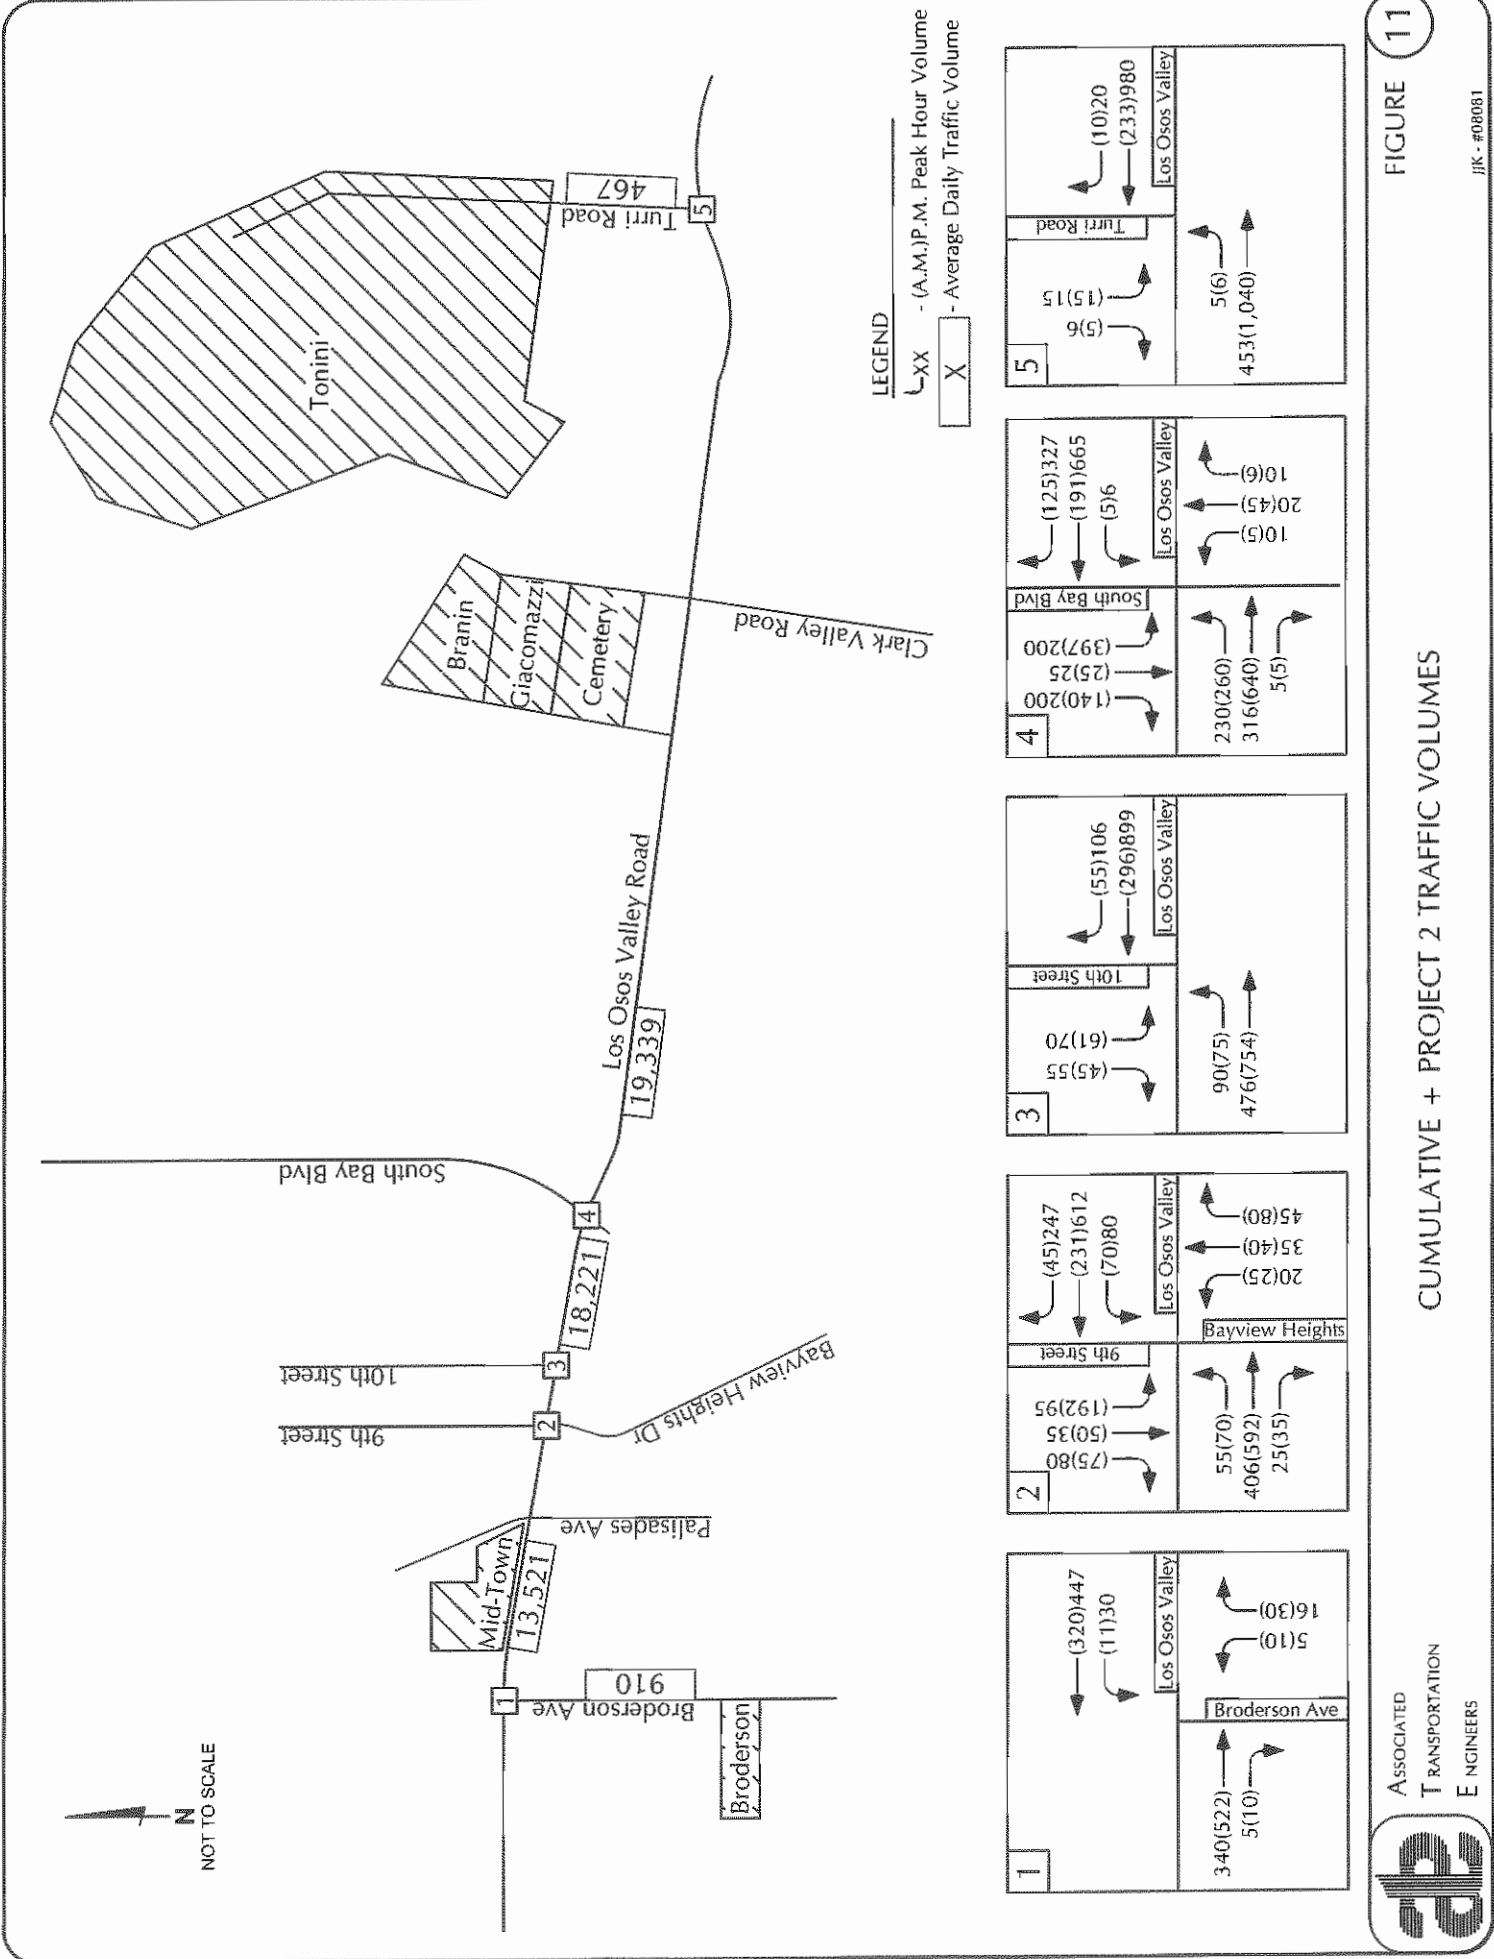 N
NOT TO SCALE
Tonini
Branin
Giacomazzi
Cemetery
467
Turri Road
5
Clark Valley Road
Los Osos Valley Road
19,339
South Bay Blvd
4
18,221
10th Street
3
9th Street
2
Bayview Heights Dr
Palisades Ave
Mid-Town
13,521
1
910
Broderson Ave
Broderson
LEGEND
XX - (A.M.)P.M. Peak Hour Volume
X - Average Daily Traffic Volume
1
(320)447
(11)30
Los Osos Valley
340(522)
5(10)
Broderson Ave
5(10)
16(30)
2
(75)80
(50)35
(192)95
9th Street
(45)247
(231)612
(70)80
Los Osos Valley
55(70)
406(592)
25(35)
Bayview Heights
20(25)
35(40)
45(80)
3
(45)55
(61)70
10th Street
(55)106
(296)899
Los Osos Valley
90(75)
476(754)
4
(140)200
(25)25
(397)200
South Bay Blvd
(125)327
(191)665
(5)6
Los Osos Valley
230(260)
316(640)
5(5)
10(5)
20(45)
10(6)
5
(5)6
(15)15
Turri Road
(10)20
(233)980
Los Osos Valley
5(6)
453(1,040)
ate
ASSOCIATED
TRANSPORTATION
ENGINEERS
CUMULATIVE + PROJECT 2 TRAFFIC VOLUMES
FIGURE 11
JJK - #08081